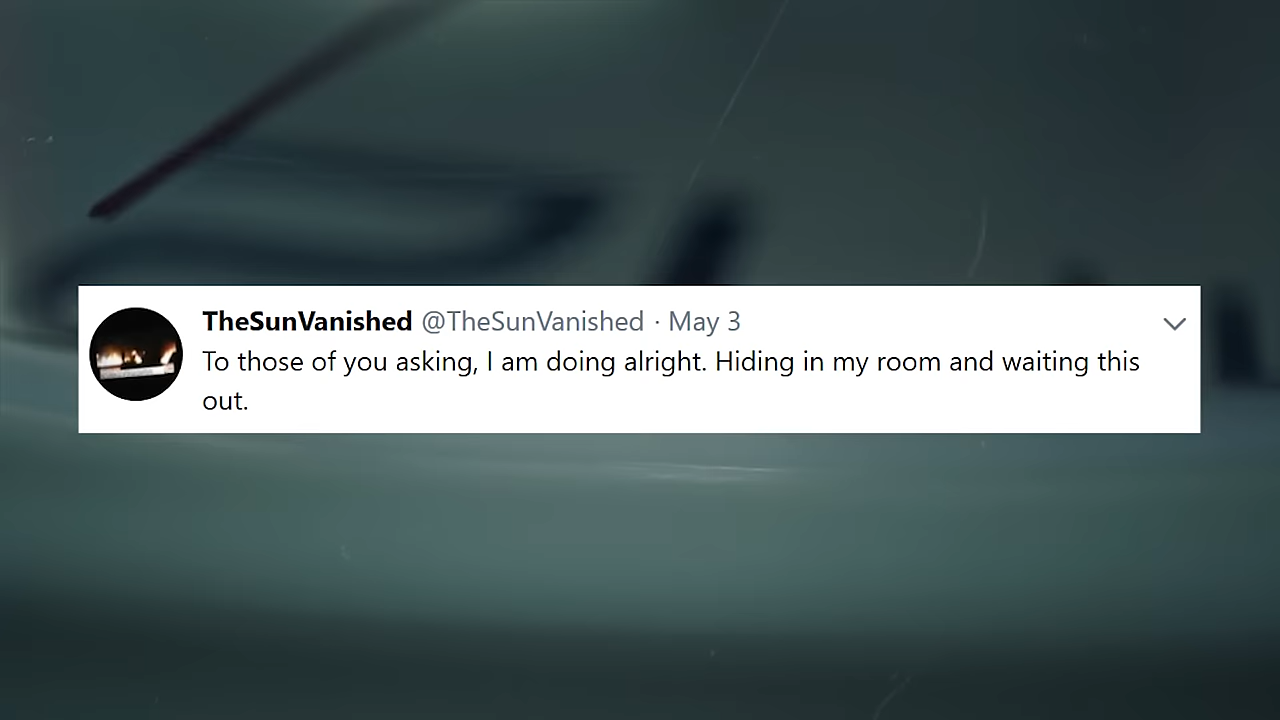 TheSunVanished @TheSunVanished · May 3
To those of you asking, I am doing alright. Hiding in my room and waiting this
out.